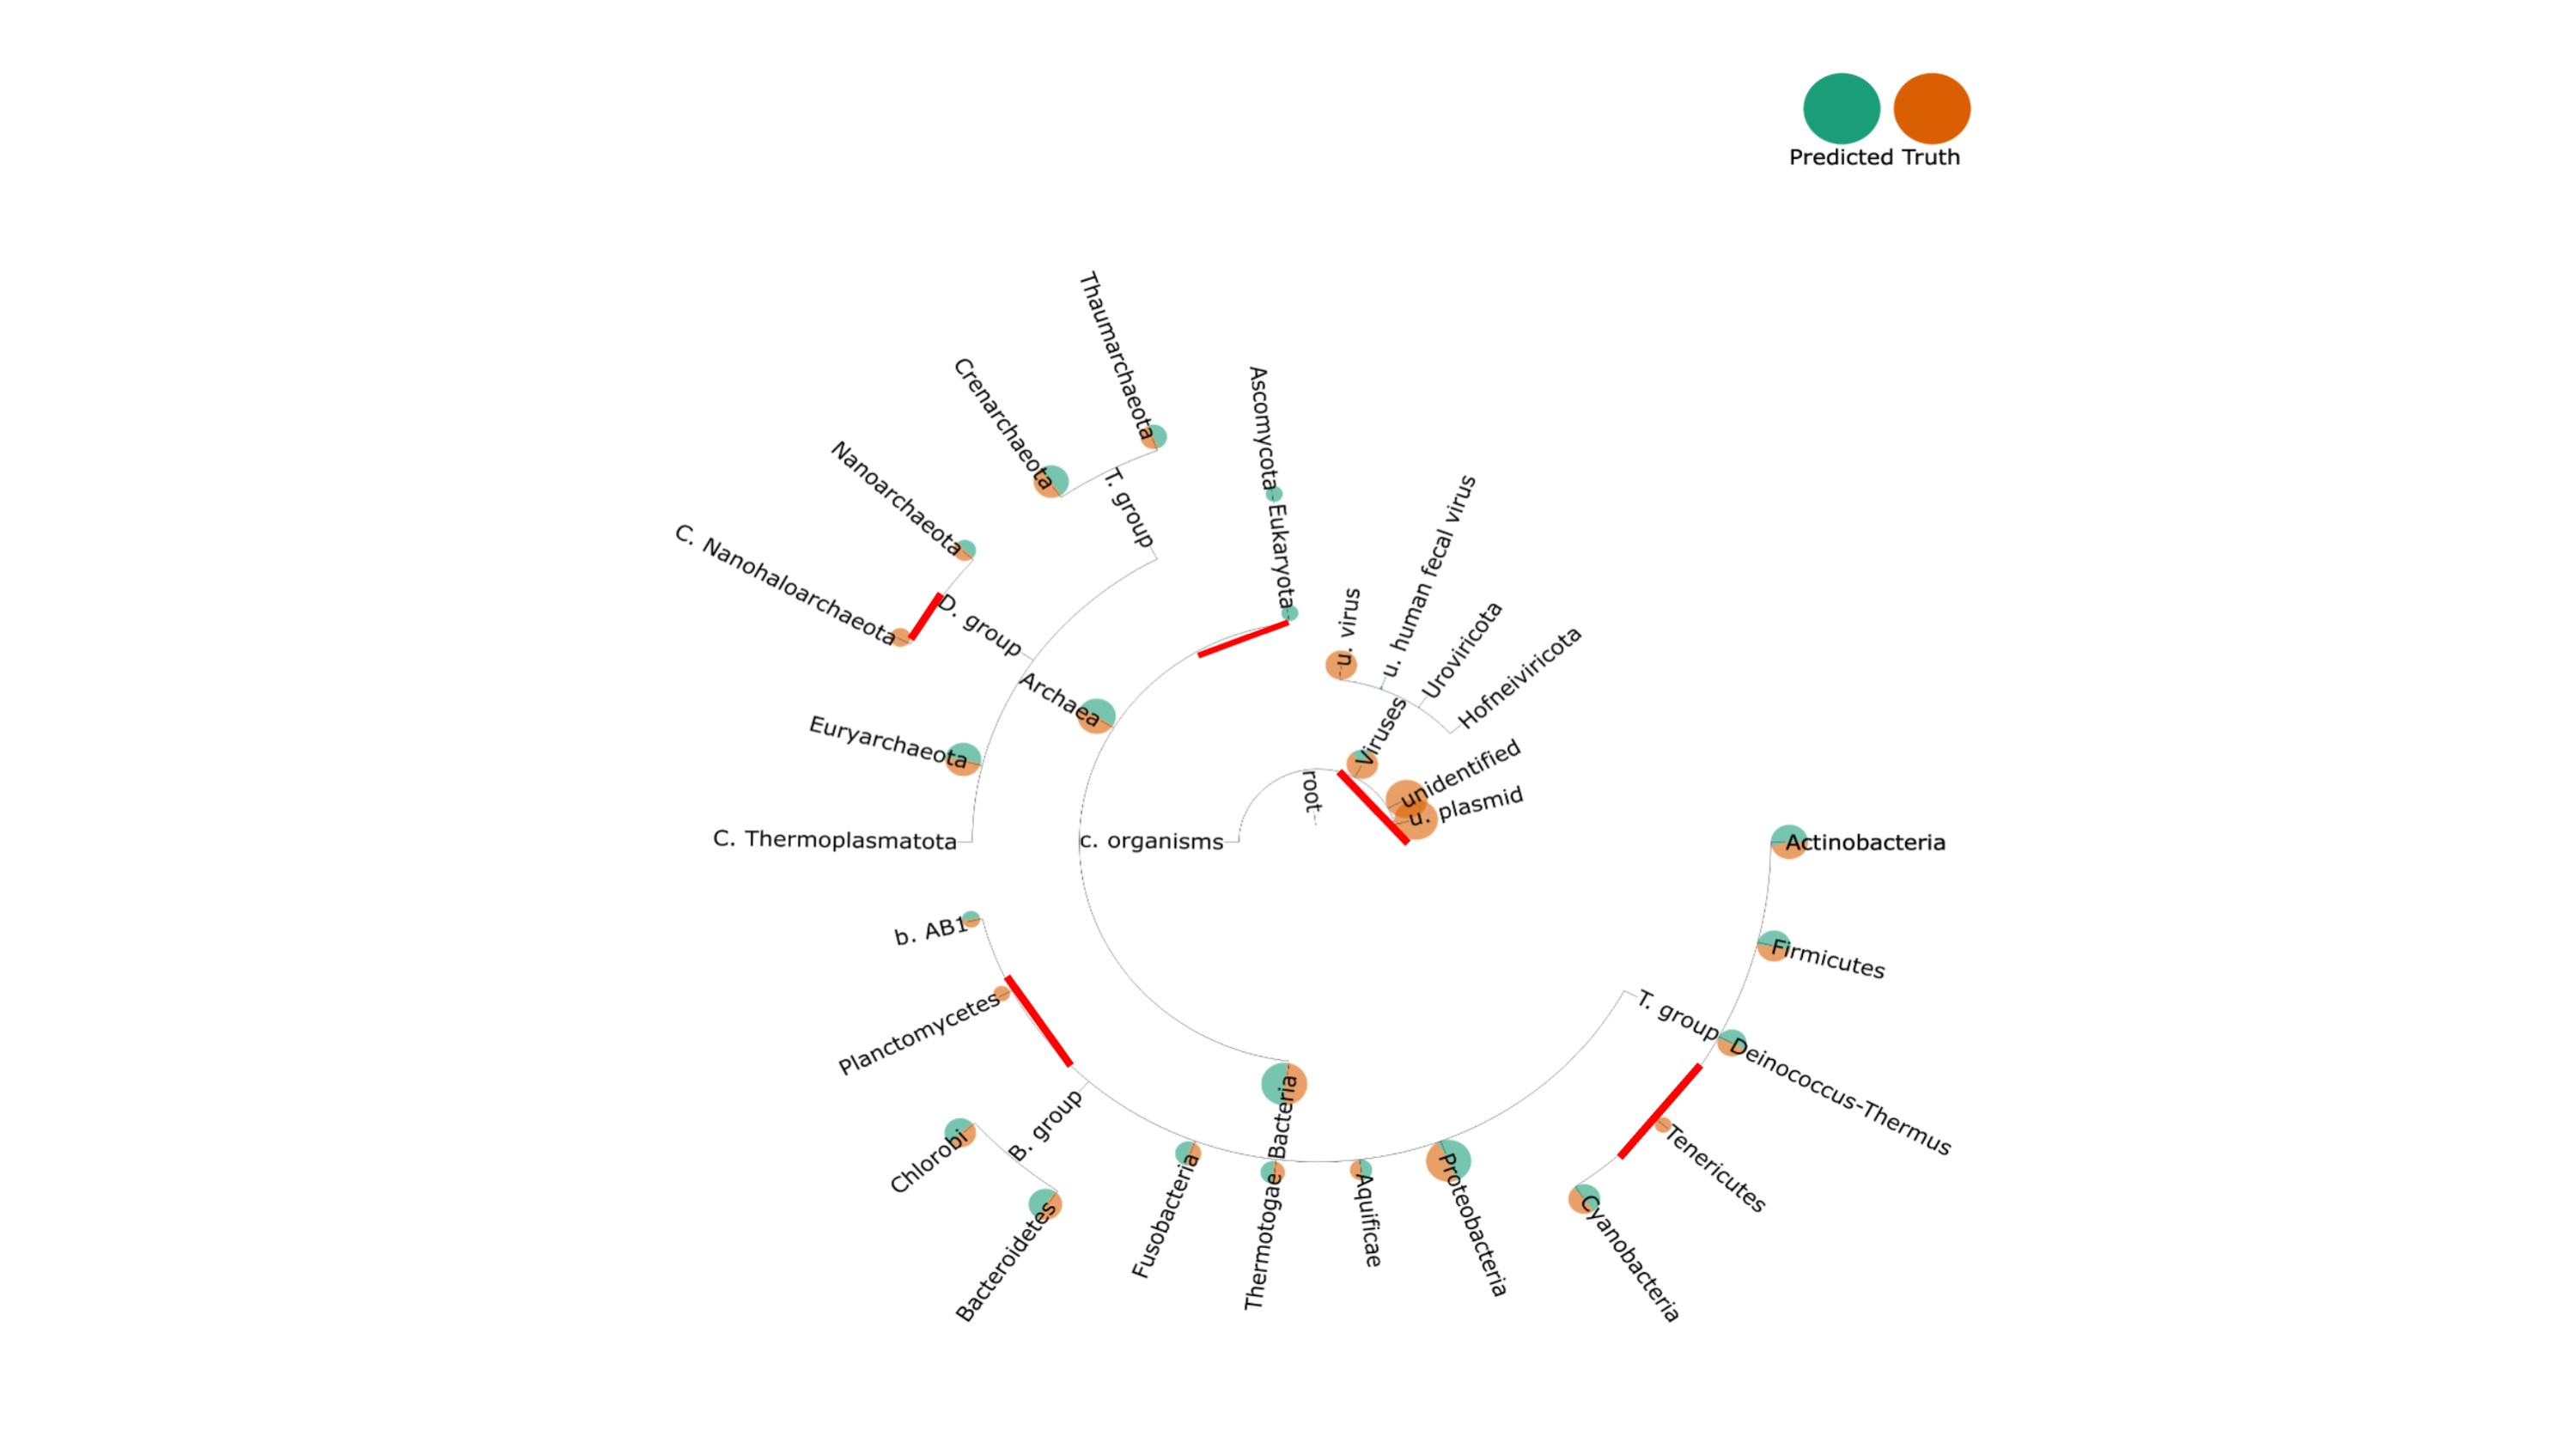 Predicted Truth
Thaumarchaeota
Crenarchaeota
Ascomycota
Nanoarchaeota
T. group
Eukaryota
u. human fecal virus
C. Nanohaloarchaeota
D. group
u. virus
Uroviricota
Hofneiviricota
Archaea
Viruses
Euryarchaeota
unidentified
root
u. plasmid
C. Thermoplasmatota
c. organisms
Actinobacteria
b. AB1
Firmicutes
Planctomycetes
T. group
Deinococcus-Thermus
B. group
Bacteria
Chlorobi
Tenericutes
Bacteroidetes
Fusobacteria
Thermotogae
Aquificae
Proteobacteria
Cyanobacteria